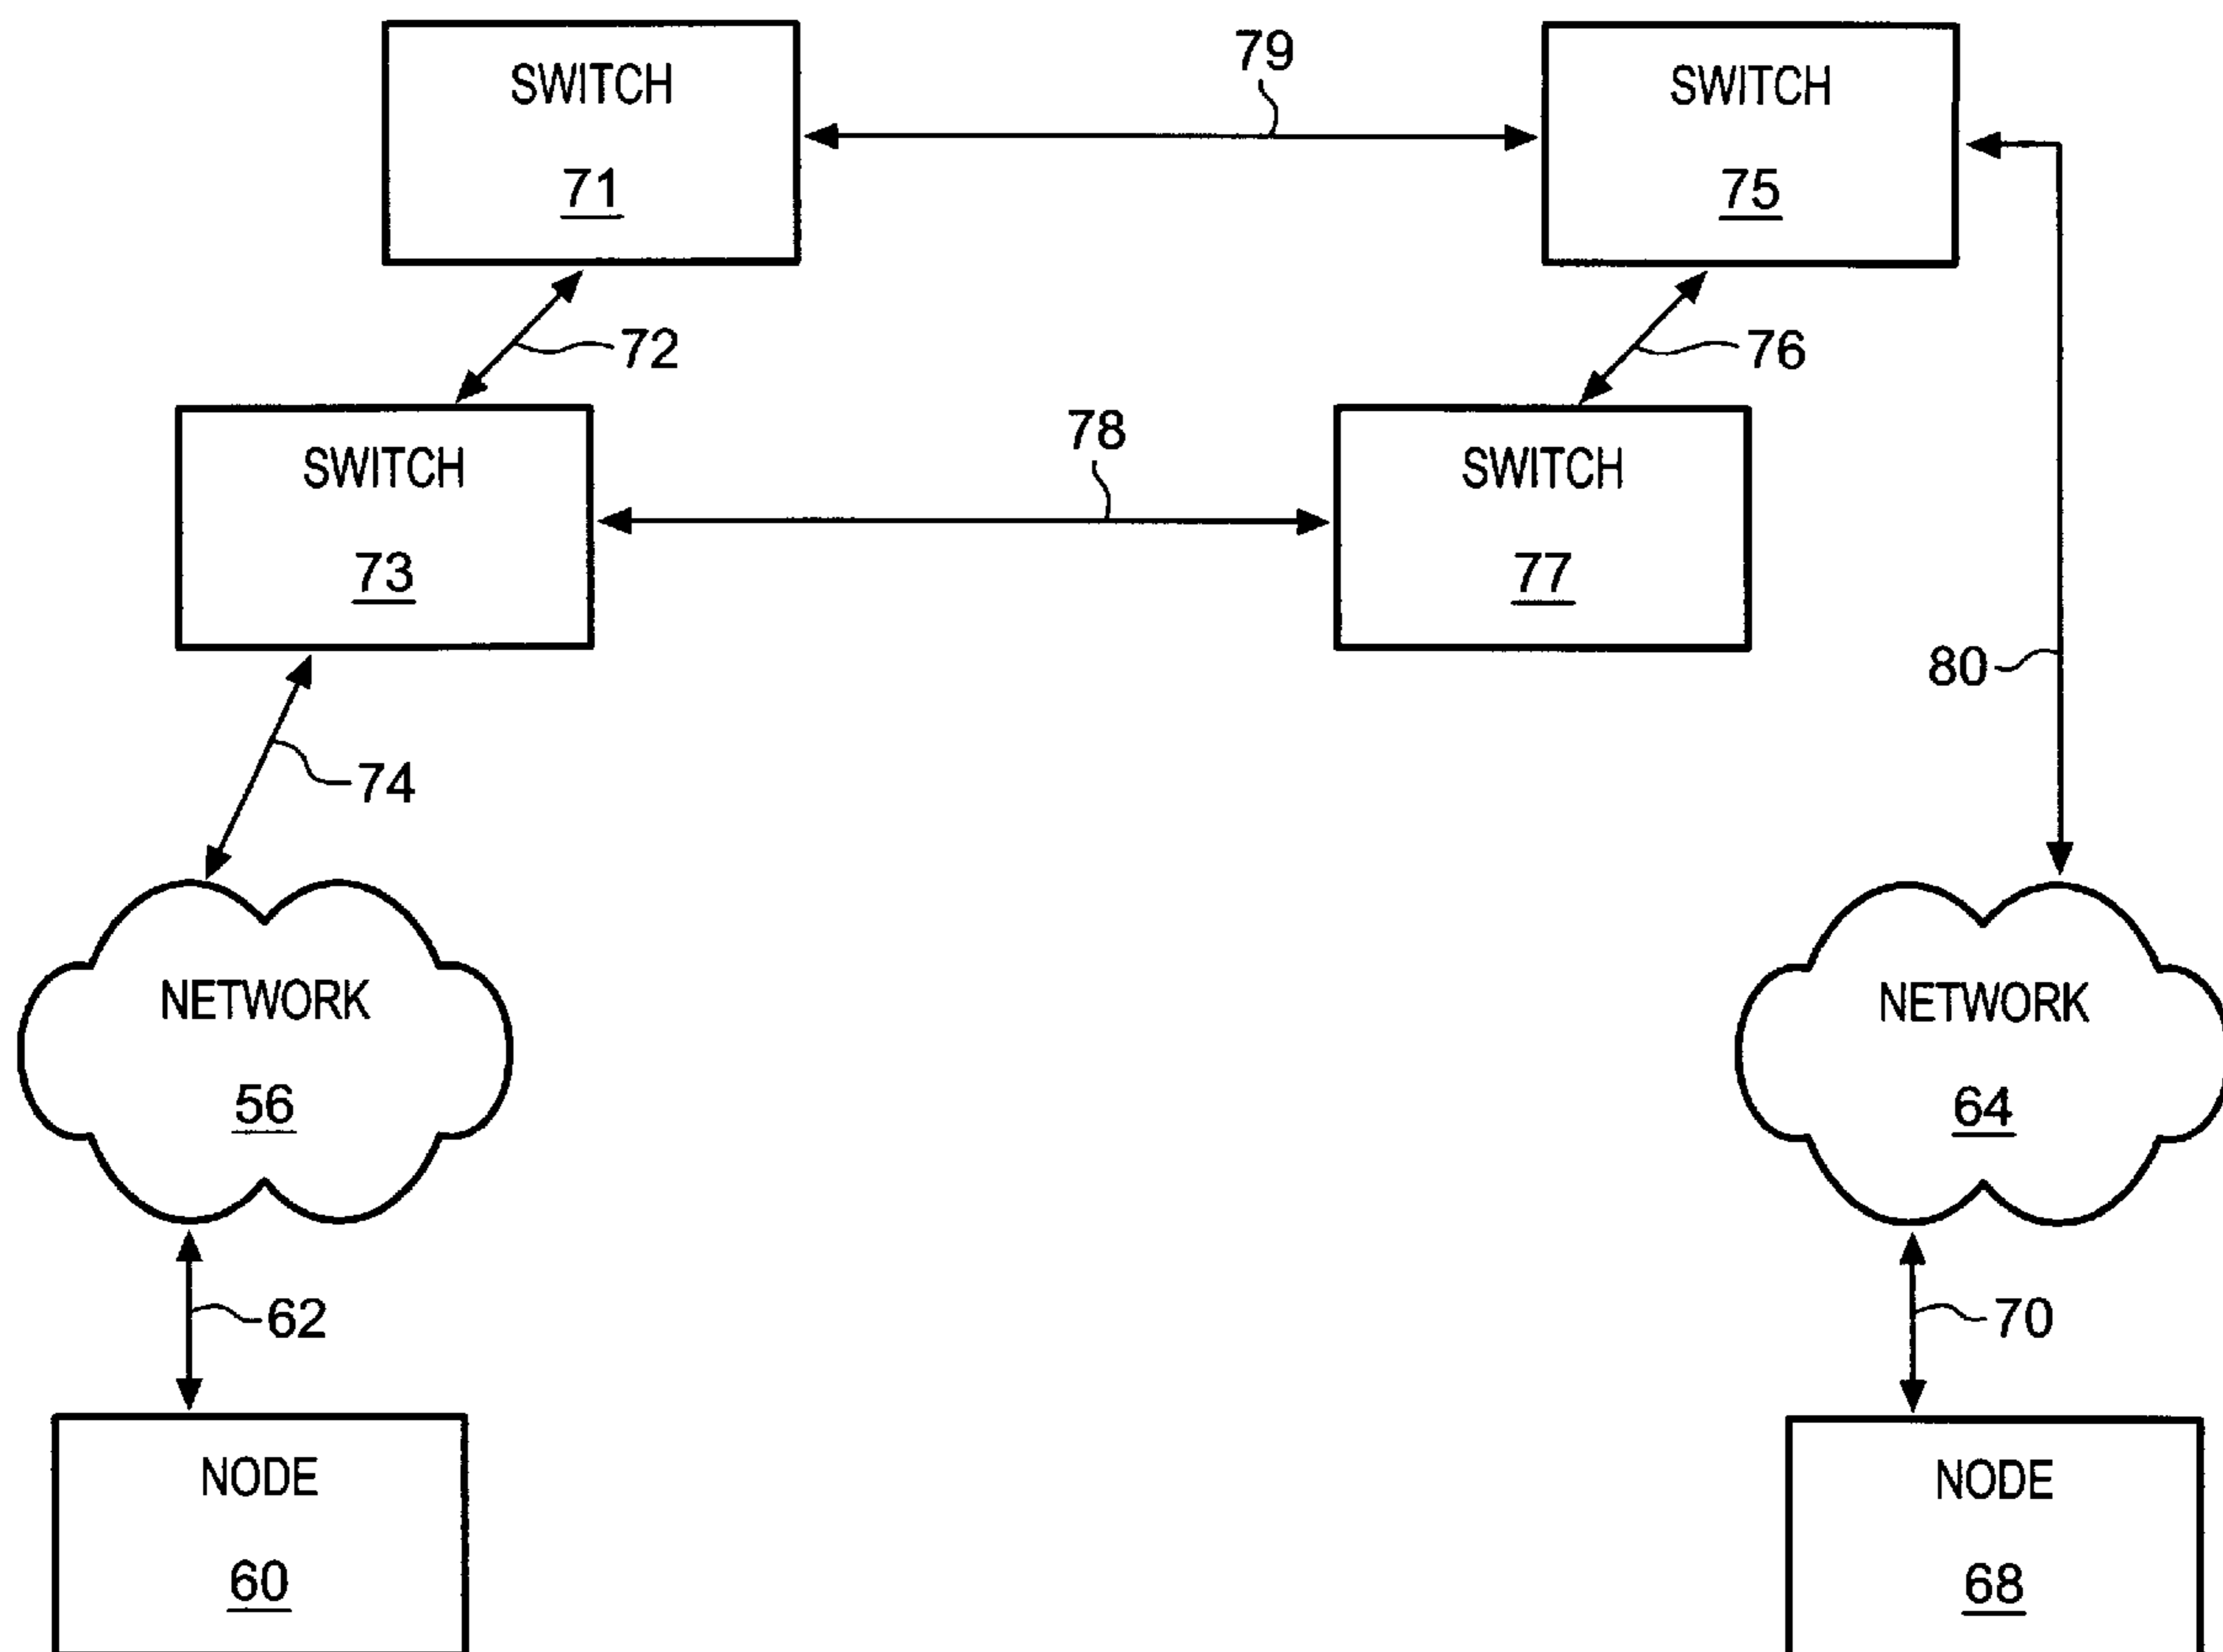 79
SWITCH
71
SWITCH
75
72
76
78
SWITCH
73
SWITCH
77
80
74
NETWORK
56
NETWORK
64
62
70
NODE
60
NODE
68